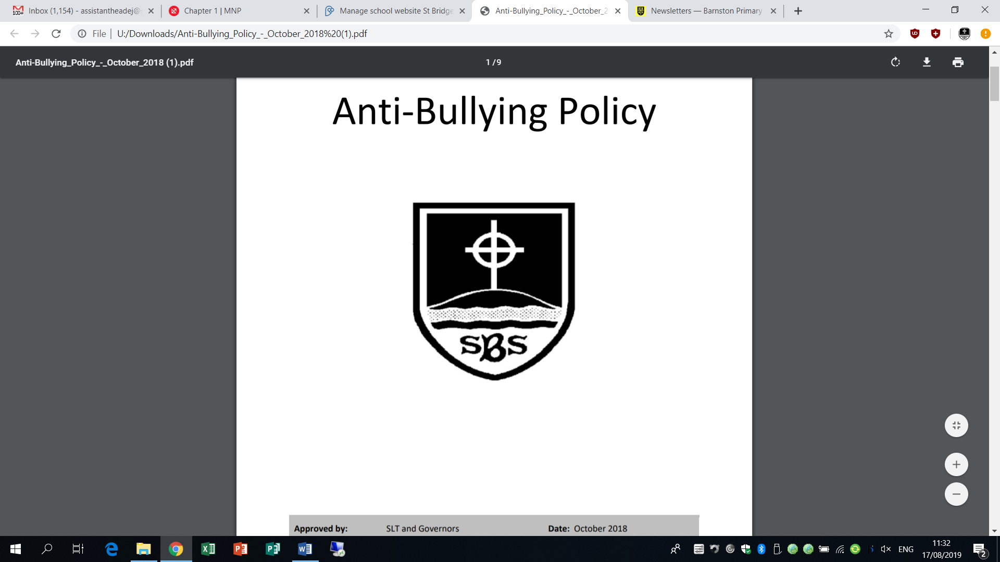 Inbox (1,154) - assistantheadej@s
Chapter 1 | MNP
Manage school website St Bridge
Anti-Bullying_Policy_-_October_2
Newsletters — Barnston Primary
File
U:/Downloads/Anti-Bullying_Policy_-_October_2018%20(1).pdf
Anti-Bullying_Policy_-_October_2018 (1).pdf
1 / 9
Anti-Bullying Policy
SBS
Approved by: SLT and Governors Date: October 2018
ENG
11:32
17/08/2019
2